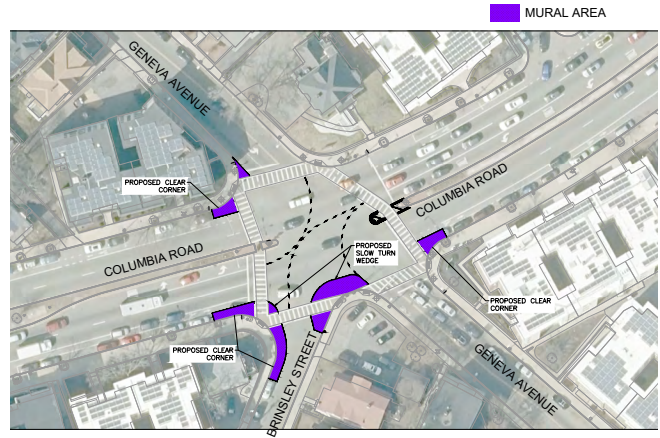 MURAL AREA
GENEVA AVENUE
PROPOSED CLEAR
CORNER
COLUMBIA ROAD
COLUMBIA ROAD
PROPOSED
SLOW TURN
WEDGE
PROPOSED CLEAR
CORNER
PROPOSED CLEAR
CORNER
BRINSLEY STREET
GENEVA AVENUE